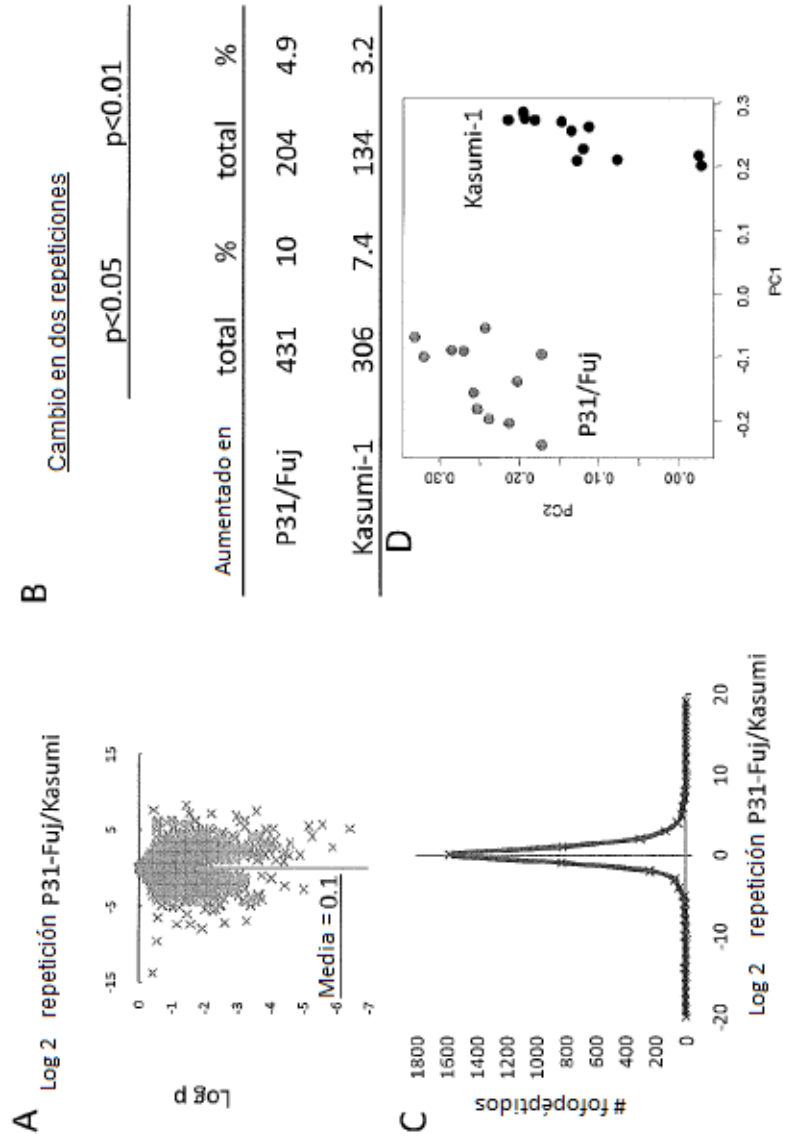 A
Log 2 repetición P31-Fuj/Kasumi
-15
-5
5
15
0
-1
-2
-3
-4
-5
-6
-7
Log p
Media = 0.1
B
Cambio en dos repeticiones
p<0.05 p<0.01
Aumentado en total % total %
P31/Fuj 431 10 204 4.9
Kasumi-1 306 7.4 134 3.2
C
1800
1600
1400
1200
1000
800
600
400
200
0
# fofopéptidos
-20 -10 0 10 20
Log 2 repetición P31-Fuj/Kasumi
D
Kasumi-1
P31/Fuj
0.30
0.20
0.10
0.00
PC2
-0.2 -0.1 0.0 0.1 0.2 0.3
PC1